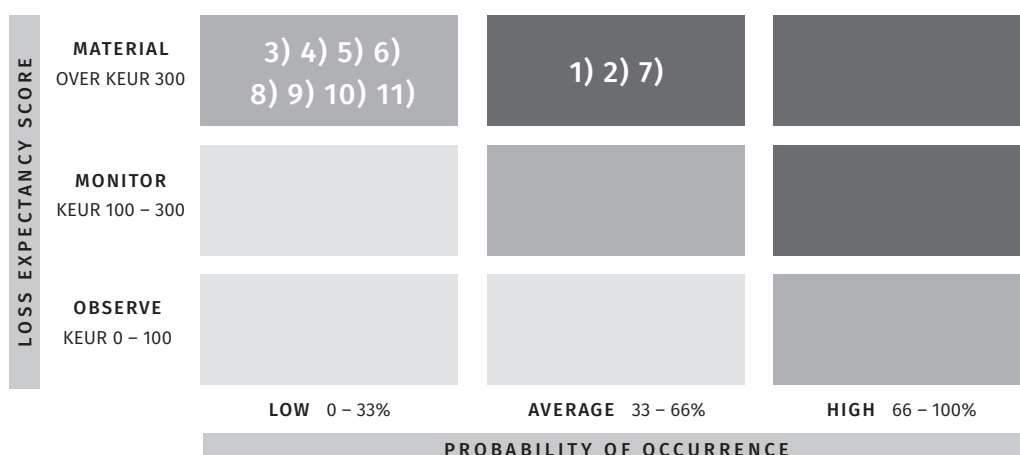 LOSS EXPECTANCY SCORE
MATERIAL
OVER KEUR 300
3) 4) 5) 6)
8) 9) 10) 11)
1) 2) 7)
MONITOR
KEUR 100 – 300
OBSERVE
KEUR 0 – 100
LOW 0 – 33%
AVERAGE 33 – 66%
HIGH 66 – 100%
PROBABILITY OF OCCURRENCE